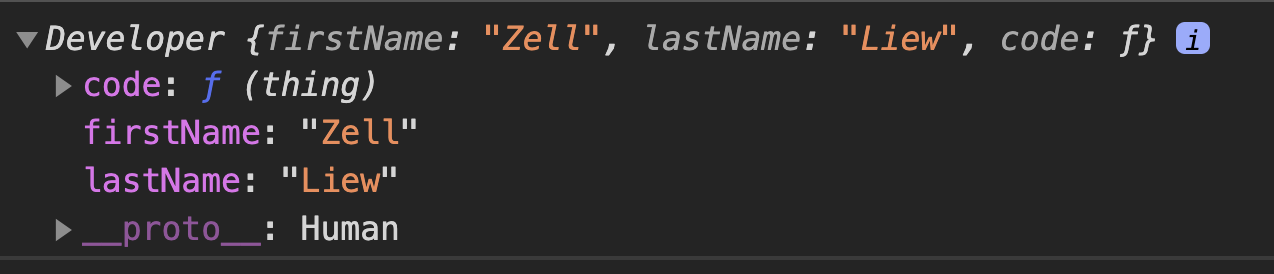 ▼Developer {firstName: "Zell", lastName: "Liew", code: ƒ} i
▶ code: ƒ (thing)
firstName: "Zell"
lastName: "Liew"
▶ __proto__: Human